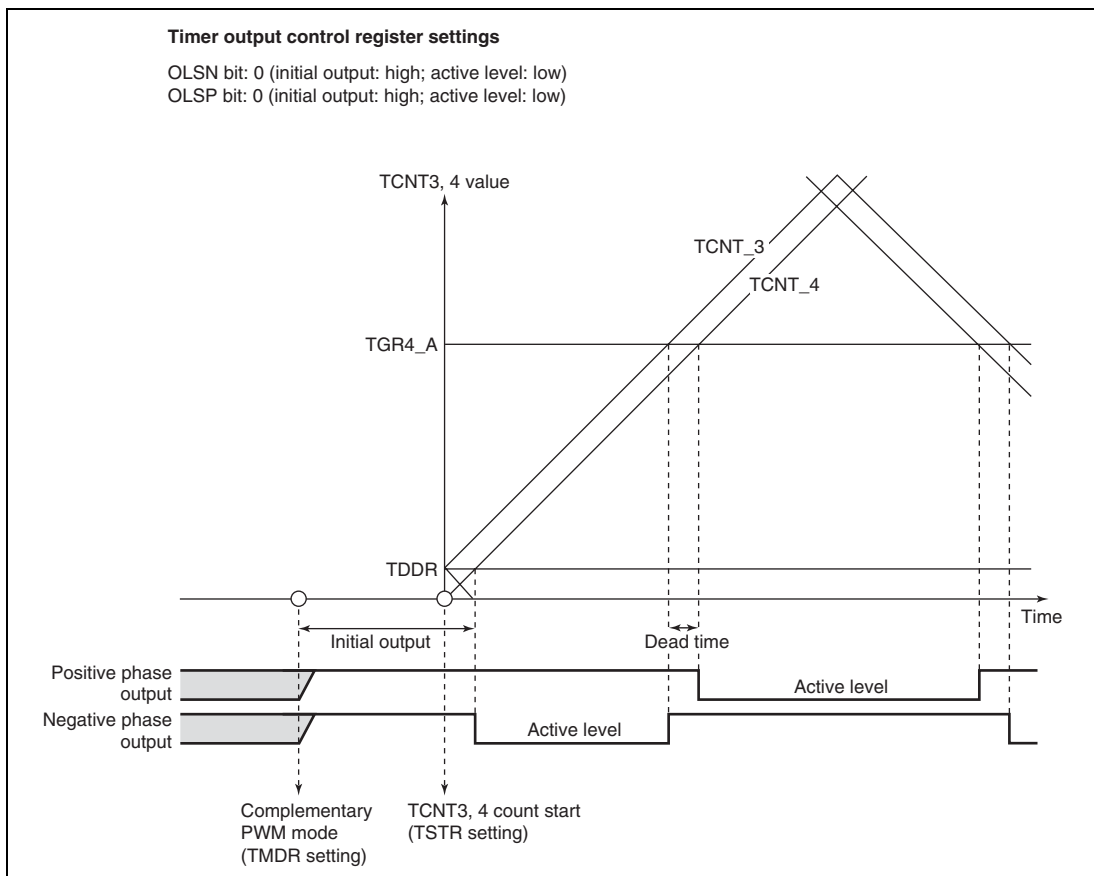 Timer output control register settings
OLSN bit: 0 (initial output: high; active level: low)
OLSP bit: 0 (initial output: high; active level: low)
TCNT3, 4 value
TCNT_3
TCNT_4
TGR4_A
TDDR
Time
Initial output
Dead time
Positive phase
output
Active level
Negative phase
output
Active level
Complementary
PWM mode
(TMDR setting)
TCNT3, 4 count start
(TSTR setting)